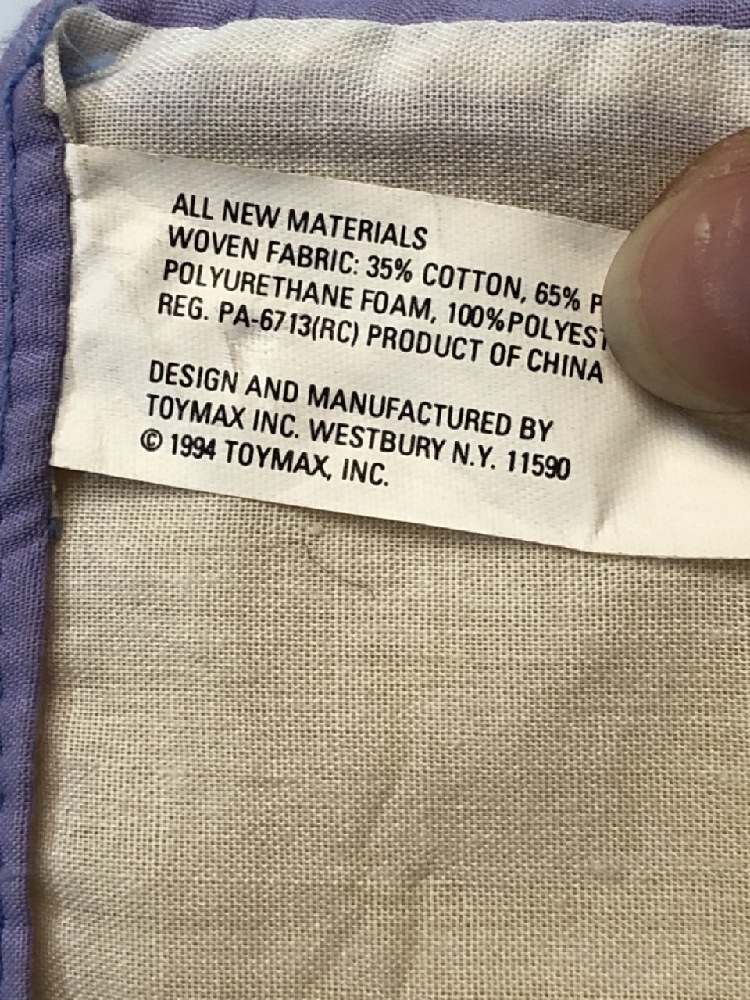 ALL NEW MATERIALS
WOVEN FABRIC: 35% COTTON, 65% P
POLYURETHANE FOAM, 100%POLYEST
REG. PA-6713(RC) PRODUCT OF CHINA
DESIGN AND MANUFACTURED BY
TOYMAX INC. WESTBURY N.Y. 11590
© 1994 TOYMAX, INC.